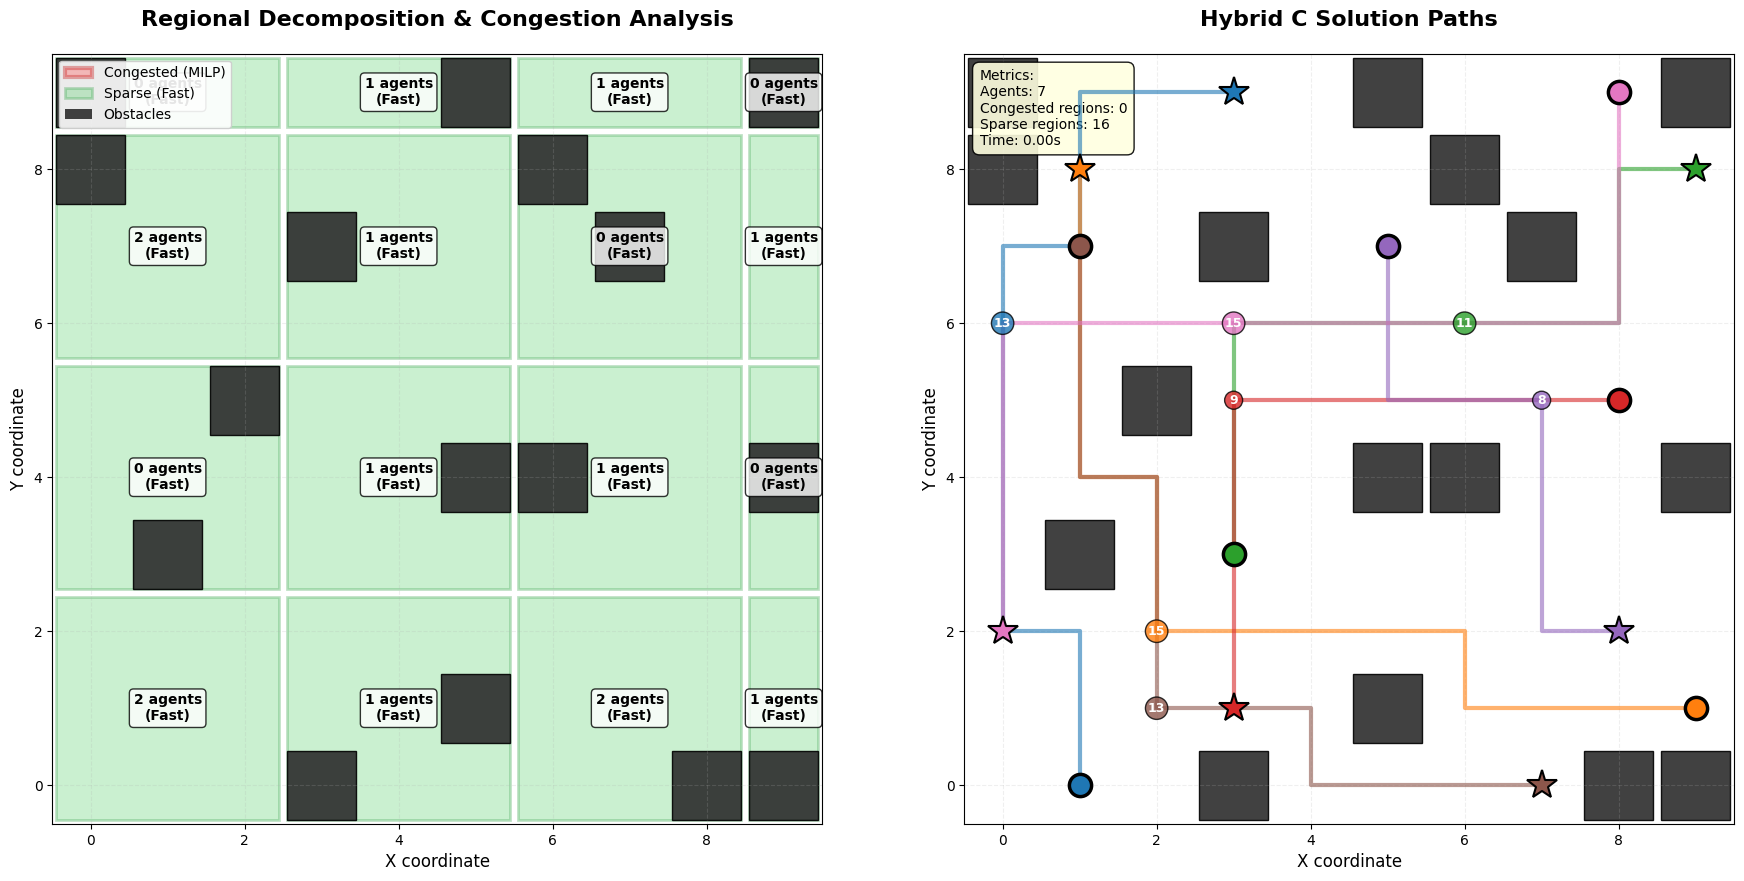 Regional Decomposition & Congestion Analysis
Congested (MILP)
Sparse (Fast)
Obstacles
0 agents
(Fast)
1 agents
(Fast)
1 agents
(Fast)
0 agents
(Fast)
2 agents
(Fast)
1 agents
(Fast)
0 agents
(Fast)
1 agents
(Fast)
0 agents
(Fast)
1 agents
(Fast)
1 agents
(Fast)
0 agents
(Fast)
2 agents
(Fast)
1 agents
(Fast)
2 agents
(Fast)
1 agents
(Fast)
8
6
4
2
0
0 2 4 6 8
Y coordinate
X coordinate
Hybrid C Solution Paths
Metrics:
Agents: 7
Congested regions: 0
Sparse regions: 16
Time: 0.00s
13 15 11
9 8
15
13
8
6
4
2
0
0 2 4 6 8
Y coordinate
X coordinate